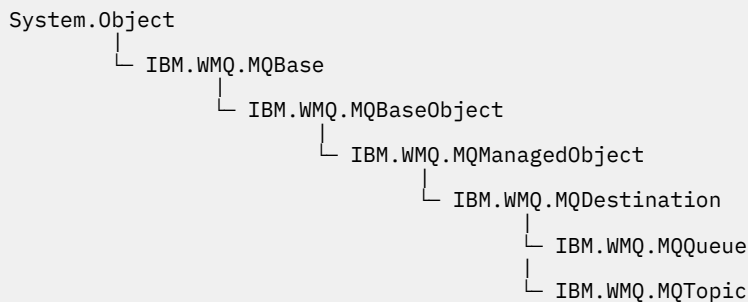 System.Object
IBM.WMQ.MQBase
IBM.WMQ.MQBaseObject
IBM.WMQ.MQManagedObject
IBM.WMQ.MQDestination
IBM.WMQ.MQQueue
IBM.WMQ.MQTopic